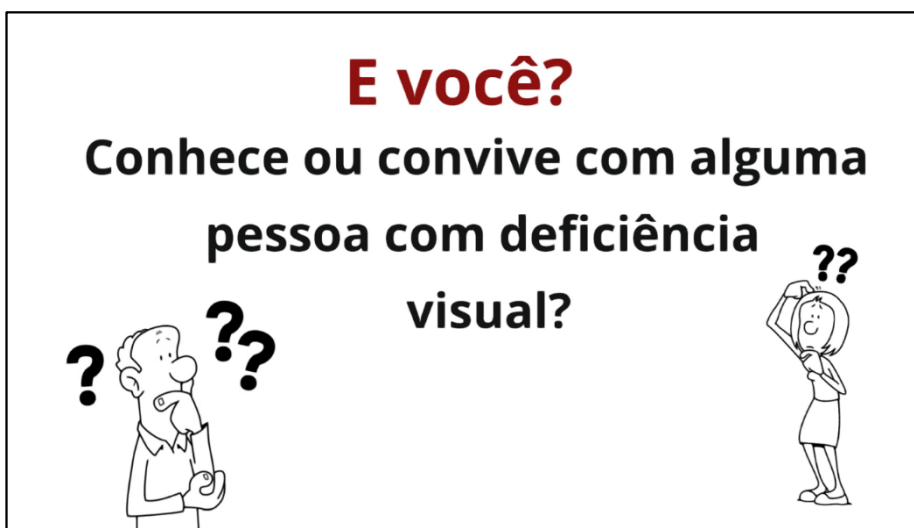 E você?
Conhece ou convive com alguma
pessoa com deficiência
visual?
?
??
??